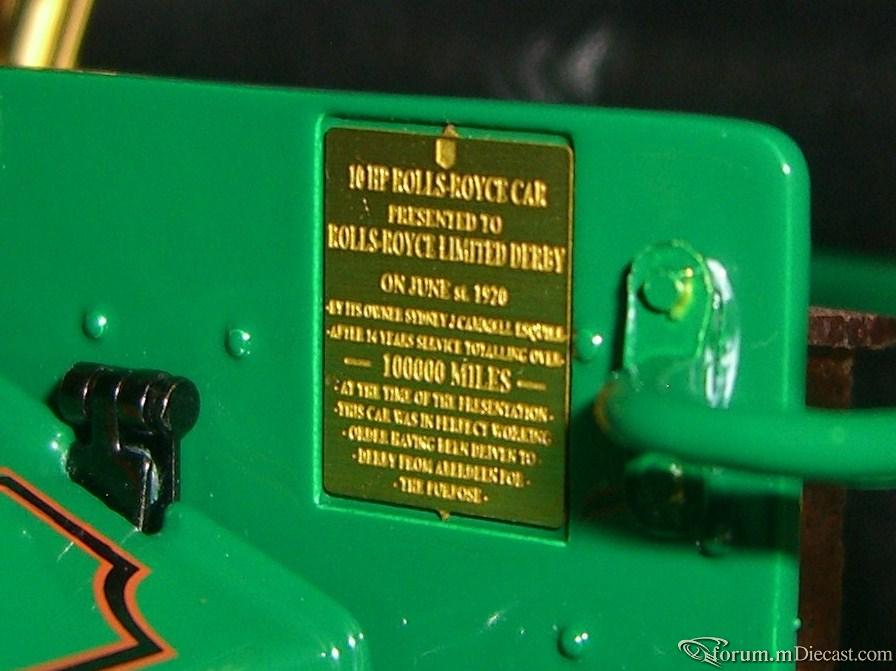 10 HP ROLLS-ROYCE CAR
PRESENTED TO
ROLLS-ROYCE LIMITED DERBY
ON JUNE st. 1920
-BY ITS OWNER SYDNEY J ESQUIRE-
-AFTER 14 YEARS SERVICE TOTALLING OVER-
— 100000 MILES —
-AT THE TIME OF THE PRESENTATION-
-THIS CAR WAS IN PERFECT WORKING
-ORDER HAVING BEEN DRIVEN TO-
-DERBY FROM ABERDEEN FOR-
-THE PURPOSE-
forum.mDiecast.com